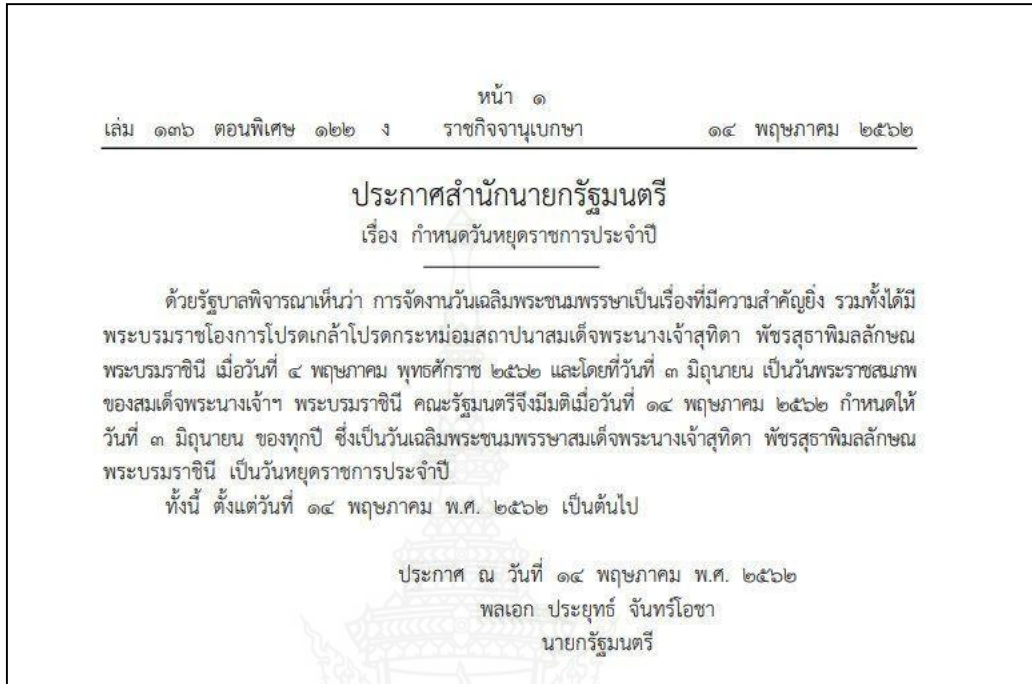 หน้า ๑
เล่ม ๑๓๖ ตอนพิเศษ ๑๒๒ ง ราชกิจจานุเบกษา ๑๔ พฤษภาคม ๒๕๖๒
ประกาศสำนักนายกรัฐมนตรี
เรื่อง กำหนดวันหยุดราชการประจำปี
ด้วยรัฐบาลพิจารณาเห็นว่า การจัดงานวันเฉลิมพระชนมพรรษาเป็นเรื่องที่มีความสำคัญยิ่ง รวมทั้งได้มี
พระบรมราชโองการโปรดเกล้าโปรดกระหม่อมสถาปนาสมเด็จพระนางเจ้าสุทิดา พัชรสุธาพิมลลักษณ
พระบรมราชินี เมื่อวันที่ ๔ พฤษภาคม พุทธศักราช ๒๕๖๒ และโดยที่วันที่ ๓ มิถุนายน เป็นวันพระราชสมภพ
ของสมเด็จพระนางเจ้าฯ พระบรมราชินี คณะรัฐมนตรีจึงมีมติเมื่อวันที่ ๑๔ พฤษภาคม ๒๕๖๒ กำหนดให้
วันที่ ๓ มิถุนายน ของทุกปี ซึ่งเป็นวันเฉลิมพระชนมพรรษาสมเด็จพระนางเจ้าสุทิดา พัชรสุธาพิมลลักษณ
พระบรมราชินี เป็นวันหยุดราชการประจำปี
ทั้งนี้ ตั้งแต่วันที่ ๑๔ พฤษภาคม พ.ศ. ๒๕๖๒ เป็นต้นไป
ประกาศ ณ วันที่ ๑๔ พฤษภาคม พ.ศ. ๒๕๖๒
พลเอก ประยุทธ์ จันทร์โอชา
นายกรัฐมนตรี